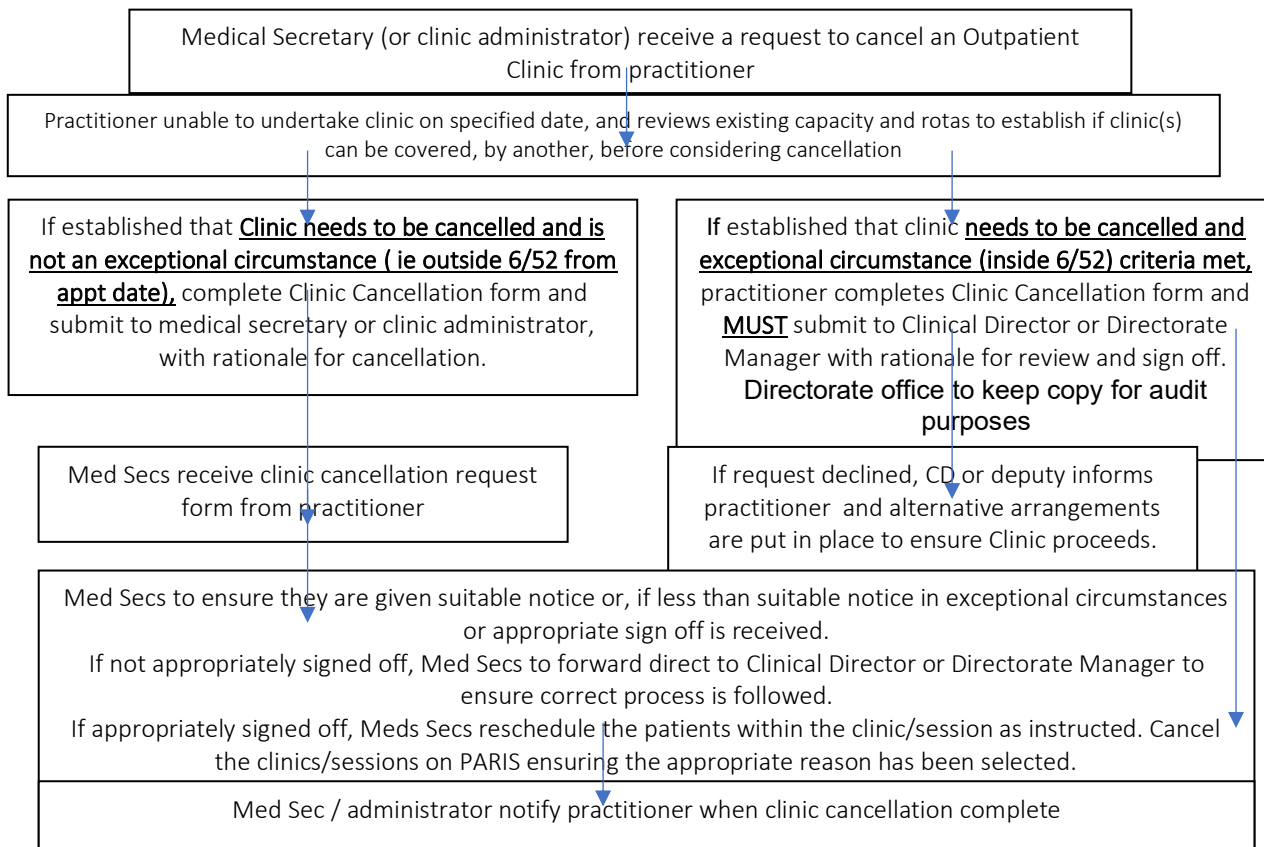 Medical Secretary (or clinic administrator) receive a request to cancel an Outpatient
Clinic from practitioner
Practitioner unable to undertake clinic on specified date, and reviews existing capacity and rotas to establish if clinic(s)
can be covered, by another, before considering cancellation
If established that Clinic needs to be cancelled and is
not an exceptional circumstance ( ie outside 6/52 from
appt date), complete Clinic Cancellation form and
submit to medical secretary or clinic administrator,
with rationale for cancellation.
If established that clinic needs to be cancelled and
exceptional circumstance (inside 6/52) criteria met,
practitioner completes Clinic Cancellation form and
MUST submit to Clinical Director or Directorate
Manager with rationale for review and sign off.
Directorate office to keep copy for audit
purposes
Med Secs receive clinic cancellation request
form from practitioner
If request declined, CD or deputy informs
practitioner and alternative arrangements
are put in place to ensure Clinic proceeds.
Med Secs to ensure they are given suitable notice or, if less than suitable notice in exceptional circumstances
or appropriate sign off is received.
If not appropriately signed off, Med Secs to forward direct to Clinical Director or Directorate Manager to
ensure correct process is followed.
If appropriately signed off, Meds Secs reschedule the patients within the clinic/session as instructed. Cancel
the clinics/sessions on PARIS ensuring the appropriate reason has been selected.
Med Sec / administrator notify practitioner when clinic cancellation complete